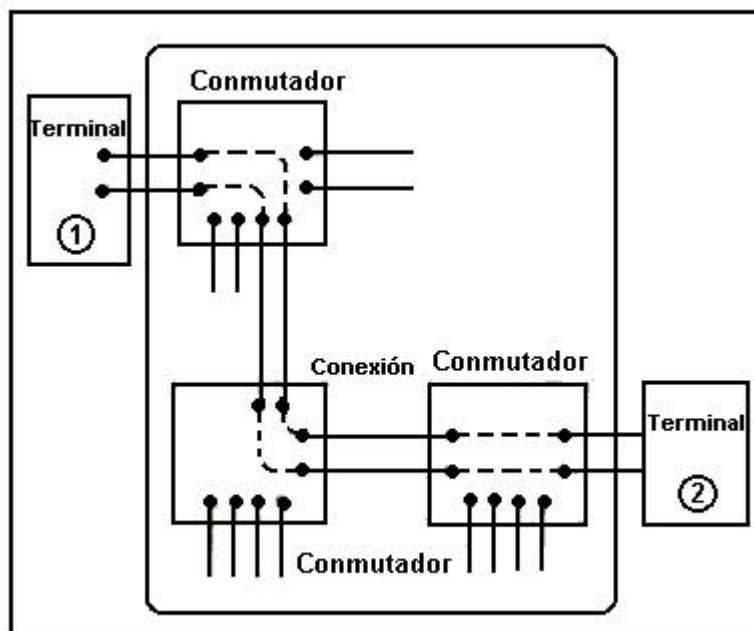 Conmutador
Terminal
1
Conexión
Conmutador
Terminal
2
Conmutador